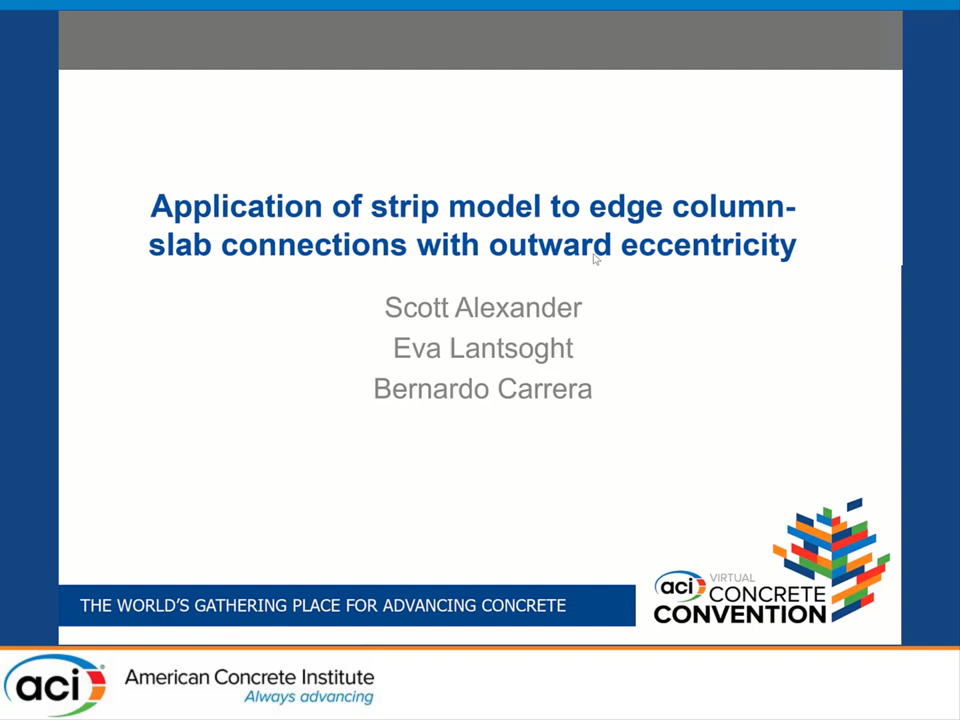 Application of strip model to edge column-
slab connections with outward eccentricity
Scott Alexander
Eva Lantsoght
Bernardo Carrera
THE WORLD'S GATHERING PLACE FOR ADVANCING CONCRETE
aci VIRTUAL
CONCRETE
CONVENTION
aci® American Concrete Institute
Always advancing